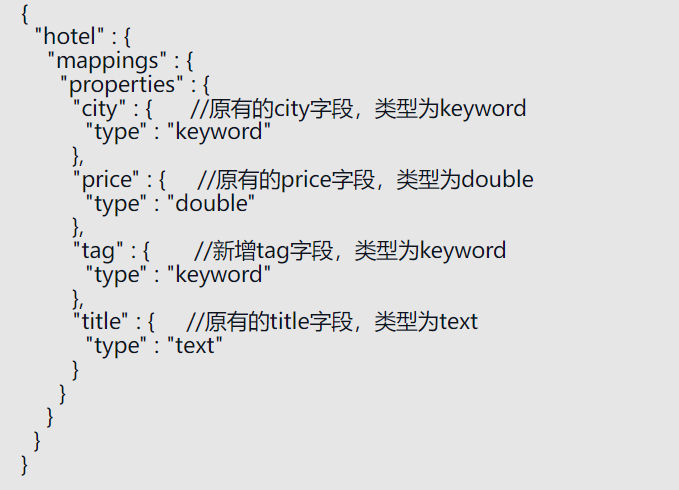 {
"hotel" : {
"mappings" : {
"properties" : {
"city" : {      //原有的city字段，类型为keyword
"type" : "keyword"
},
"price" : {      //原有的price字段，类型为double
"type" : "double"
},
"tag" : {        //新增tag字段，类型为keyword
"type" : "keyword"
},
"title" : {      //原有的title字段，类型为text
"type" : "text"
}
}
}
}
}